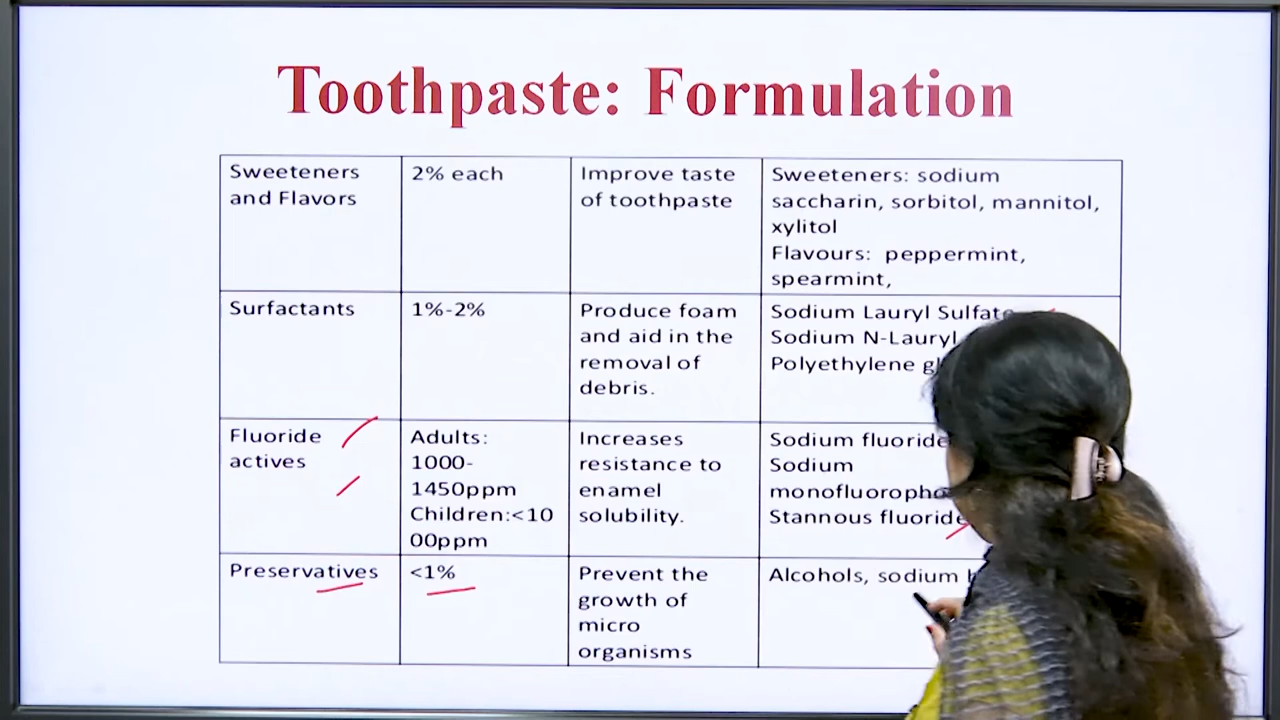 Toothpaste: Formulation
Sweeteners
and Flavors
2% each
Improve taste
of toothpaste
Sweeteners: sodium
saccharin, sorbitol, mannitol,
xylitol
Flavours: peppermint,
spearmint,
Surfactants
1%-2%
Produce foam
and aid in the
removal of
debris.
Sodium Lauryl Sulfate
Sodium N-Lauryl
Polyethylene
Fluoride
actives
Adults:
1000-
1450ppm
Children:<10
00ppm
Increases
resistance to
enamel
solubility.
Sodium fluoride
Sodium
Stannous fluoride
Preservatives
<1%
Prevent the
growth of
micro
organisms
Alcohols, sodium